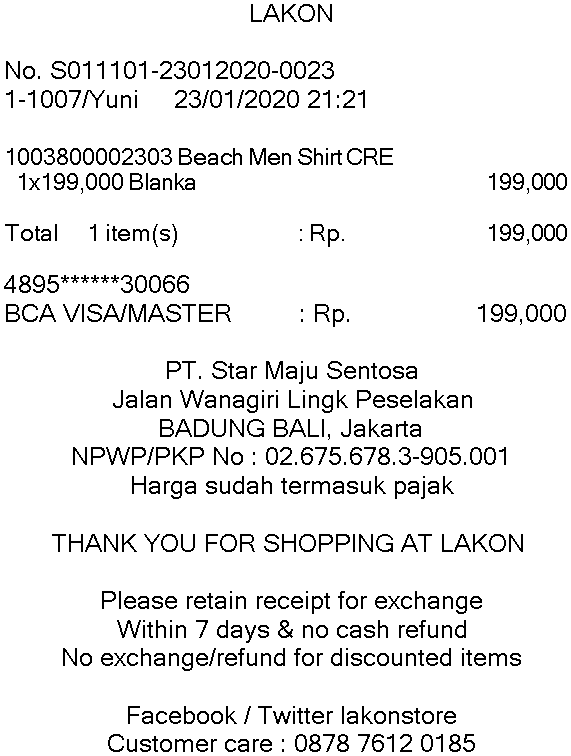 LAKON
No. S011101-23012020-0023
1-1007/Yuni 23/01/2020 21:21
1003800002303 Beach Men Shirt CRE
1x199,000 Blanka 199,000
Total 1 item(s) : Rp. 199,000
4895******30066
BCA VISA/MASTER : Rp. 199,000
PT. Star Maju Sentosa
Jalan Wanagiri Lingk Peselakan
BADUNG BALI, Jakarta
NPWP/PKP No : 02.675.678.3-905.001
Harga sudah termasuk pajak
THANK YOU FOR SHOPPING AT LAKON
Please retain receipt for exchange
Within 7 days & no cash refund
No exchange/refund for discounted items
Facebook / Twitter lakonstore
Customer care : 0878 7612 0185